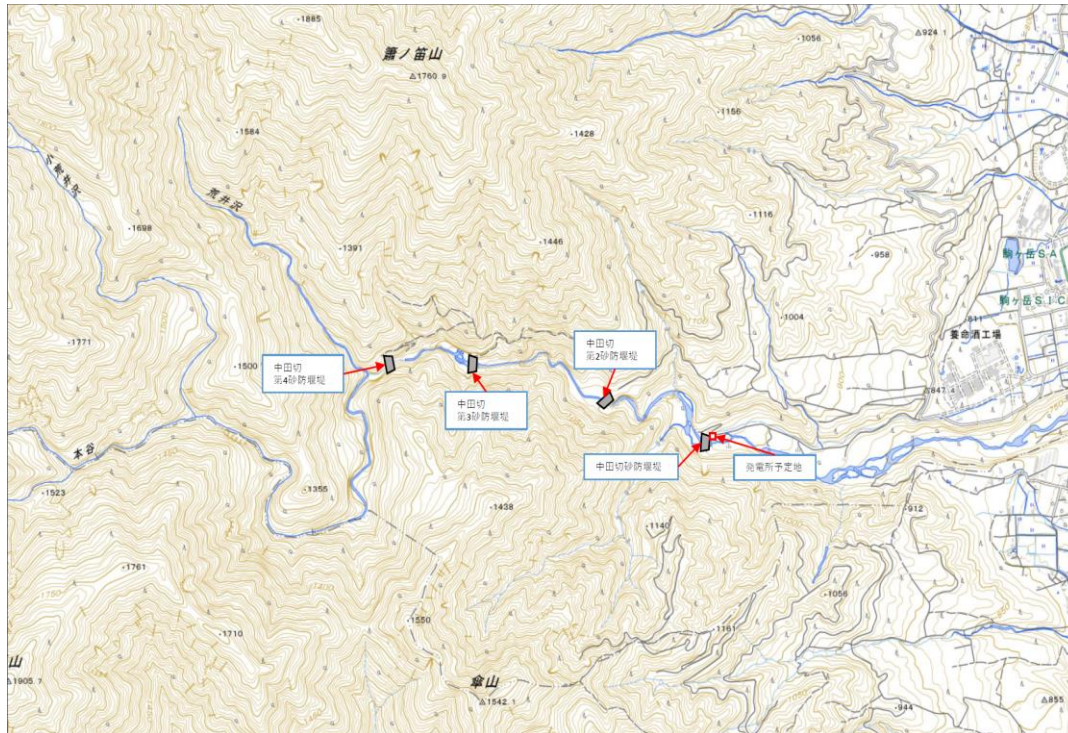 ・1885
簫ノ笛山
△1760.9
・1056
△924.1
・1156
・1584
・1428
荒井沢
・1116
・1698
・1391
・1446
・958
駒ヶ岳SA
駒ヶ岳SIC
・1004
811
養命酒工場
・1771
・1500
中田切
第4砂防堰堤
中田切
第3砂防堰堤
中田切
第2砂防堰堤
△847.4
本谷
中田切砂防堰堤
発電所予定地
・1523
・1355
・1438
・912
・1140
・1761
・1056
・1550
・1710
・1161
山
△1905.7
傘山
△1542.1
・944
△855